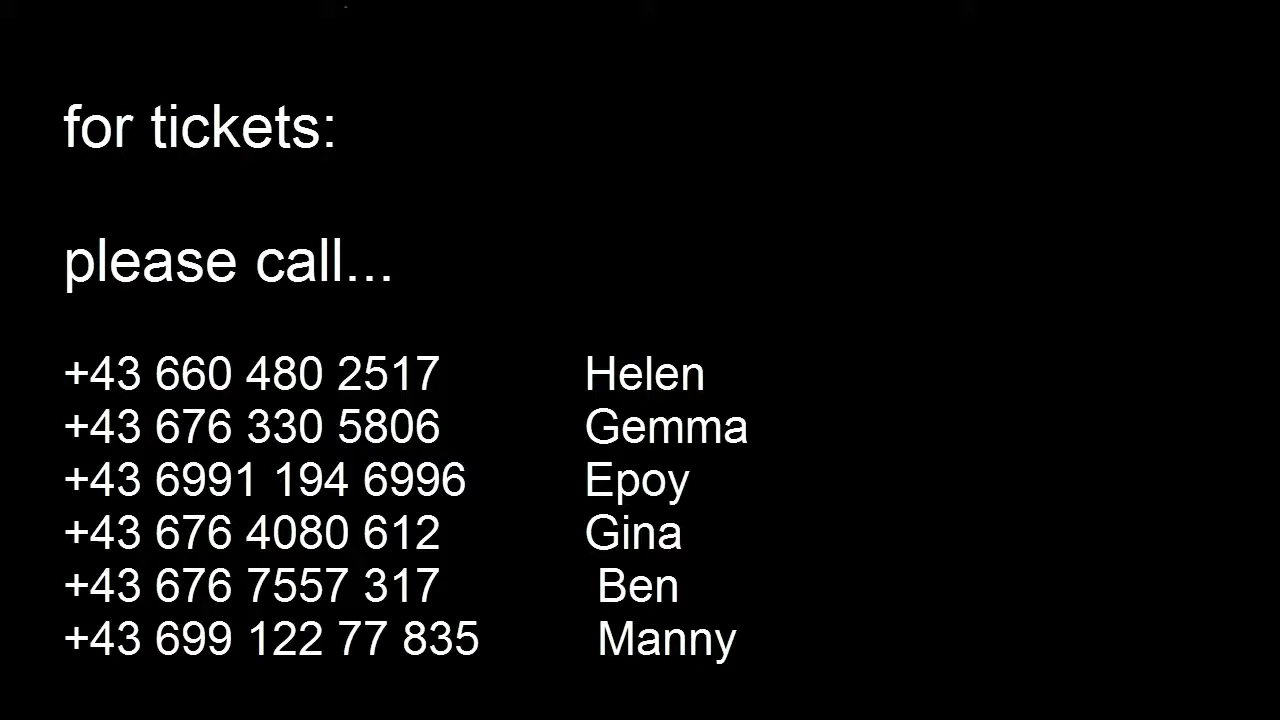 for tickets:
please call...
+43 660 480 2517 Helen
+43 676 330 5806 Gemma
+43 6991 194 6996 Epoy
+43 676 4080 612 Gina
+43 676 7557 317 Ben
+43 699 122 77 835 Manny